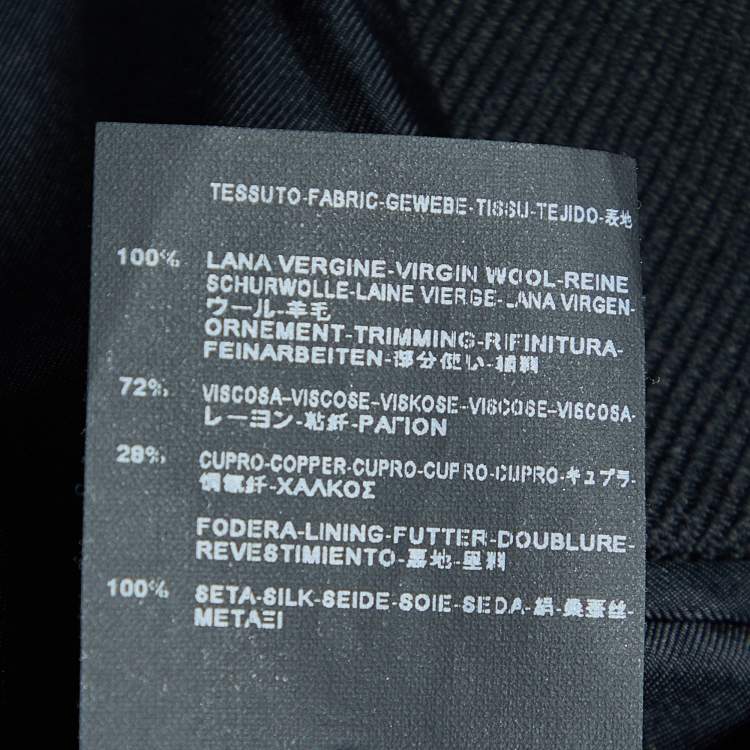 TESSUTO-FABRIC-GEWEBE-TISSU-TEJIDO-表地
100% LANA VERGINE-VIRGIN WOOL-REINE
SCHURWOLLE-LAINE VIERGE-LANA VIRGEN-
ウール-羊毛
ORNEMENT-TRIMMING-RIFINITURA-
FEINARBEITEN-部分使い-辅料
72% VISCOSA-VISCOSE-VISKOSE-VISCOSE-VISCOSA-
レーヨン-粘纤-ΡΑΓΙΟΝ
28% CUPRO-COPPER-CUPRO-CUPRO-CUPRO-キュプラ-
铜氨纤-ΧΑΛΚΟΣ
FODERA-LINING-FUTTER-DOUBLURE-
REVESTIMIENTO-裏地-里料
100% SETA-SILK-SEIDE-SOIE-SEDA-絹-桑蚕丝-
ΜΕΤΑΞΙ